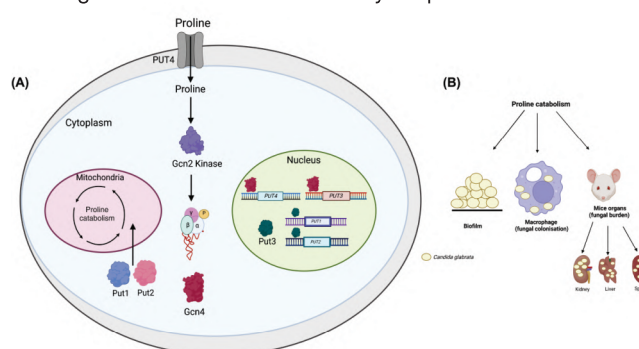 Proline
PUT4
(A)
Proline
Cytoplasm
Gcn2 Kinase
Nucleus
Mitochondria
Proline
catabolism
PUT4
PUT3
γ
P
β
α
PUT1
Put3
PUT2
Put1
Put2
Gcn4
(B)
Proline catabolism
Biofilm
Macrophage
(fungal colonisation)
Mice organs
(fungal burden)
Candida glabrata
Kidney
Liver